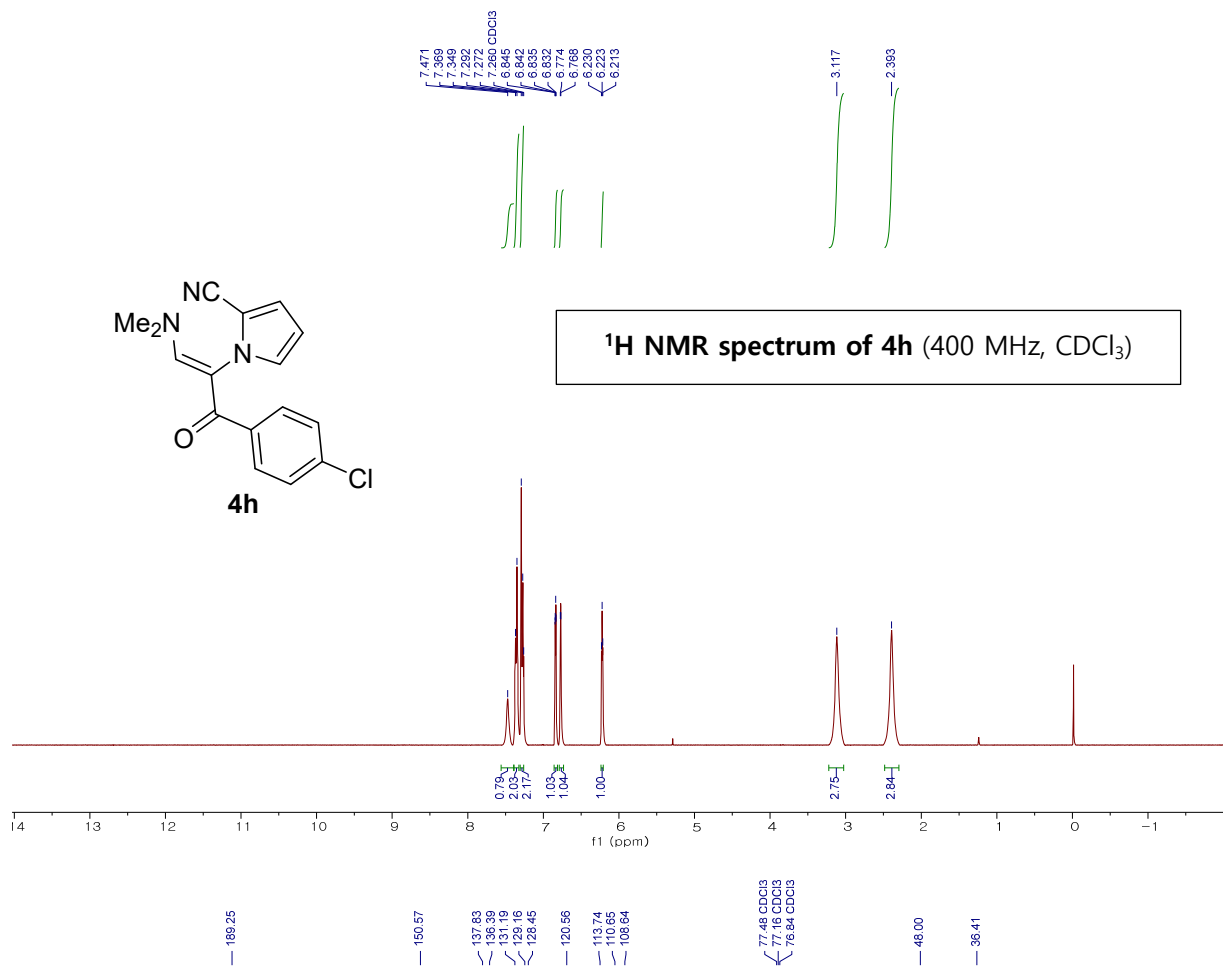 7.471
7.369
7.349
7.292
7.272
7.260 CDCl3
6.845
6.842
6.835
6.832
6.774
6.768
6.230
6.223
6.213
3.117
2.393
NC
Me₂N
N
O
Cl
4h
¹H NMR spectrum of 4h (400 MHz, CDCl₃)
0.79
2.03
2.17
1.03
1.04
1.00
2.75
2.84
14 13 12 11 10 9 8 7 6 5 4 3 2 1 0 -1
f1 (ppm)
189.25
150.57
137.83
136.39
131.19
129.16
128.45
120.56
113.74
110.65
108.64
77.48 CDCl3
77.16 CDCl3
76.84 CDCl3
48.00
36.41